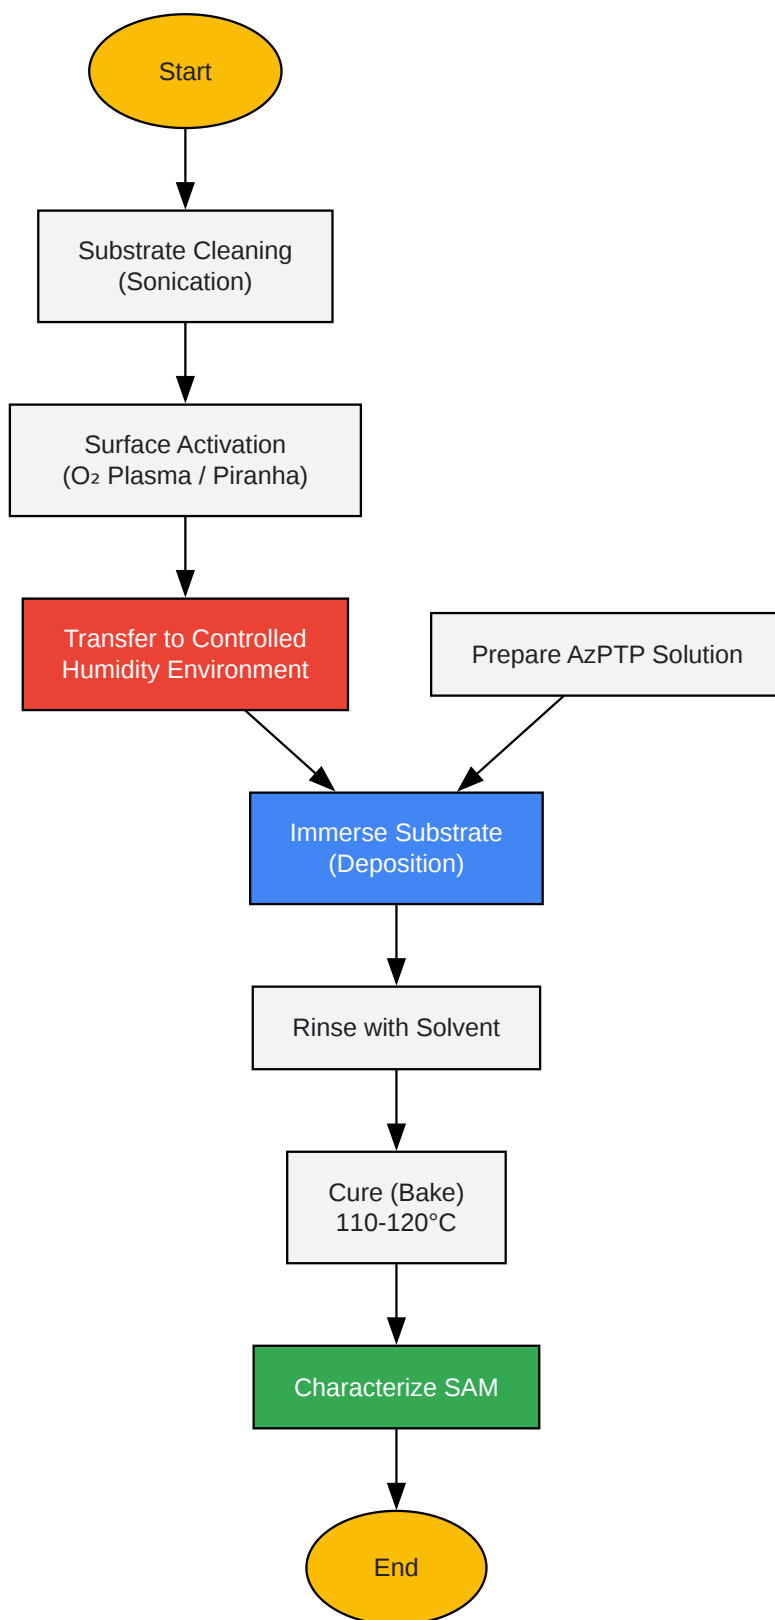 Start
Substrate Cleaning
(Sonication)
Surface Activation
(O₂ Plasma / Piranha)
Transfer to Controlled
Humidity Environment
Prepare AzPTP Solution
Immerse Substrate
(Deposition)
Rinse with Solvent
Cure (Bake)
110-120°C
Characterize SAM
End